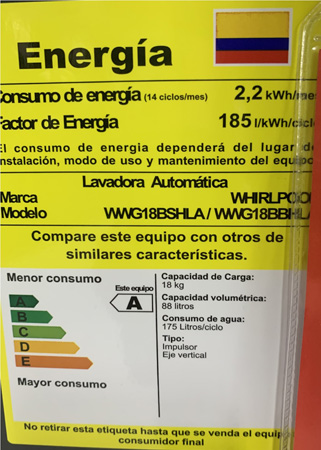 Energía
Consumo de energía (14 ciclos/mes) 2,2 kWh/mes
Factor de Energía 185 l/kWh/ciclo
El consumo de energía dependerá del lugar de
instalación, modo de uso y mantenimiento del equipo
Lavadora Automática
Marca WHIRLPOOL
Modelo WWG18BSHLA / WWG18BBHLA
Compare este equipo con otros de
similares características.
Menor consumo
Este equipo
A
A
B
C
D
E
Mayor consumo
Capacidad de Carga:
18 kg
Capacidad volumétrica:
88 litros
Consumo de agua:
175 Litros/ciclo
Tipo:
Impulsor
Eje vertical
No retirar esta etiqueta hasta que se venda el equipo
consumidor final